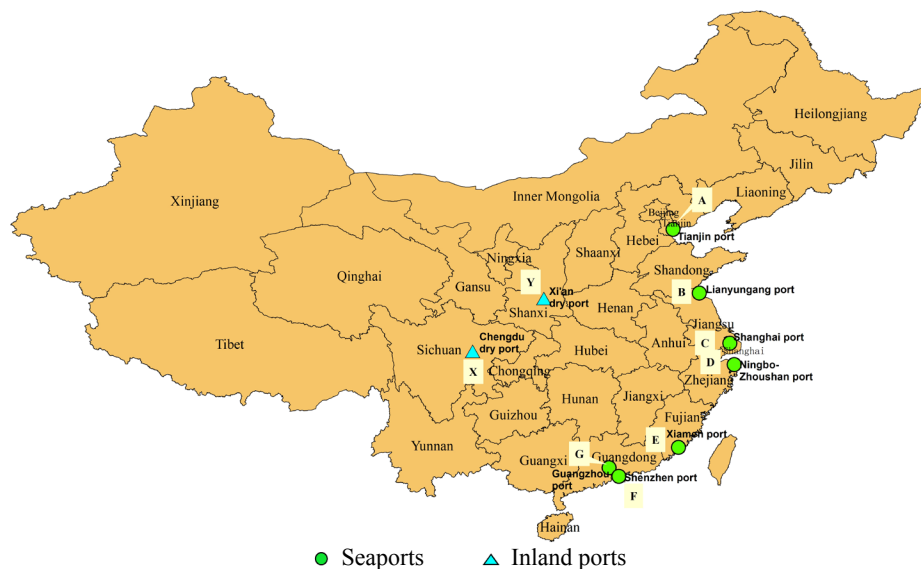 Heilongjiang
Jilin
Liaoning
Inner Mongolia
Xinjiang
A
Beijing
Tianjin
Tianjin port
Hebei
Shaanxi
Ningxia
Shandong
Qinghai
Gansu
Y
Xi'an
dry port
B
Lianyungang port
Shanxi
Henan
Jiangsu
Tibet
Sichuan
Chengdu
dry port
X
Chongqing
Hubei
Anhui
C
Shanghai port
Shanghai
D
Ningbo-
Zhoushan port
Zhejiang
Hunan
Jiangxi
Guizhou
Fujian
Yunnan
E
Xiamen port
G
Guangxi
Guangdong
Guangzhou
port
Shenzhen port
F
Hainan
Seaports
Inland ports